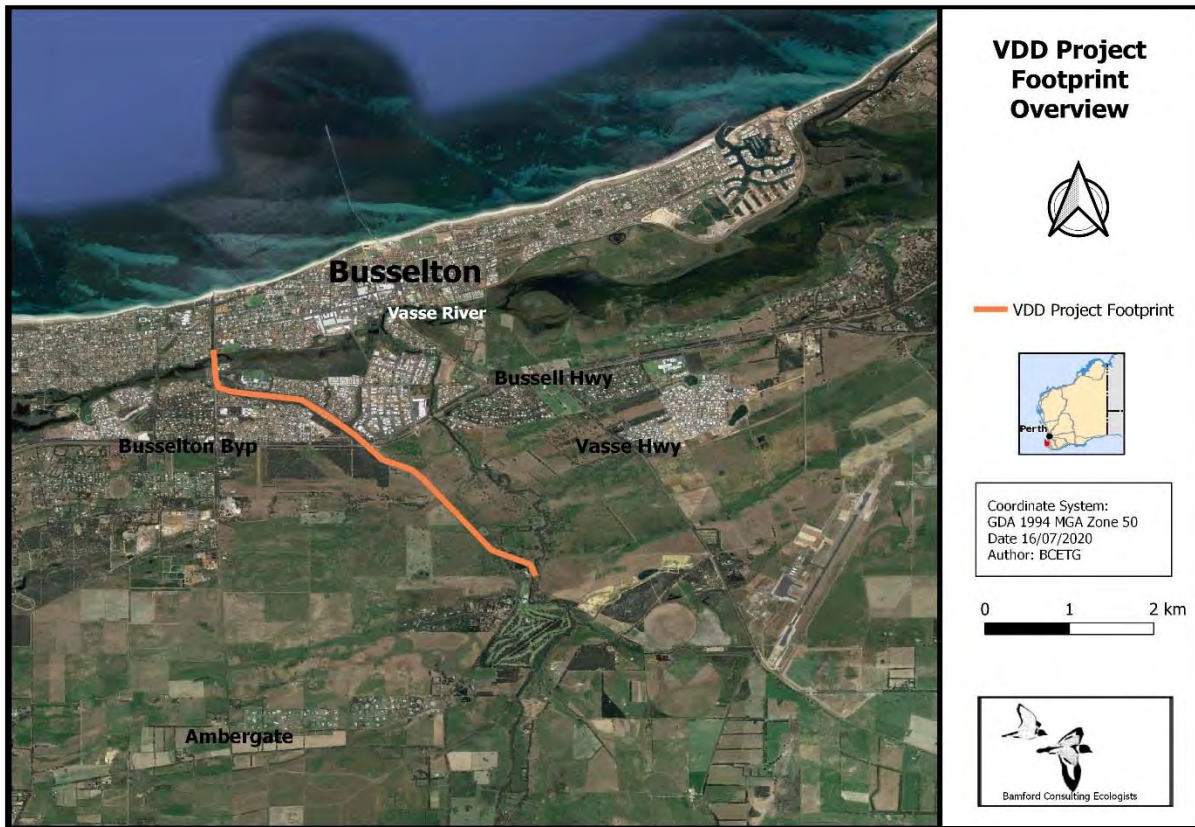 VDD Project
Footprint
Overview
Busselton
Vasse River
Bussell Hwy
Busselton Byp
Vasse Hwy
Ambergate
VDD Project Footprint
Perth
Coordinate System:
GDA 1994 MGA Zone 50
Date 16/07/2020
Author: BCETG
0 1 2 km
Bamford Consulting Ecologists